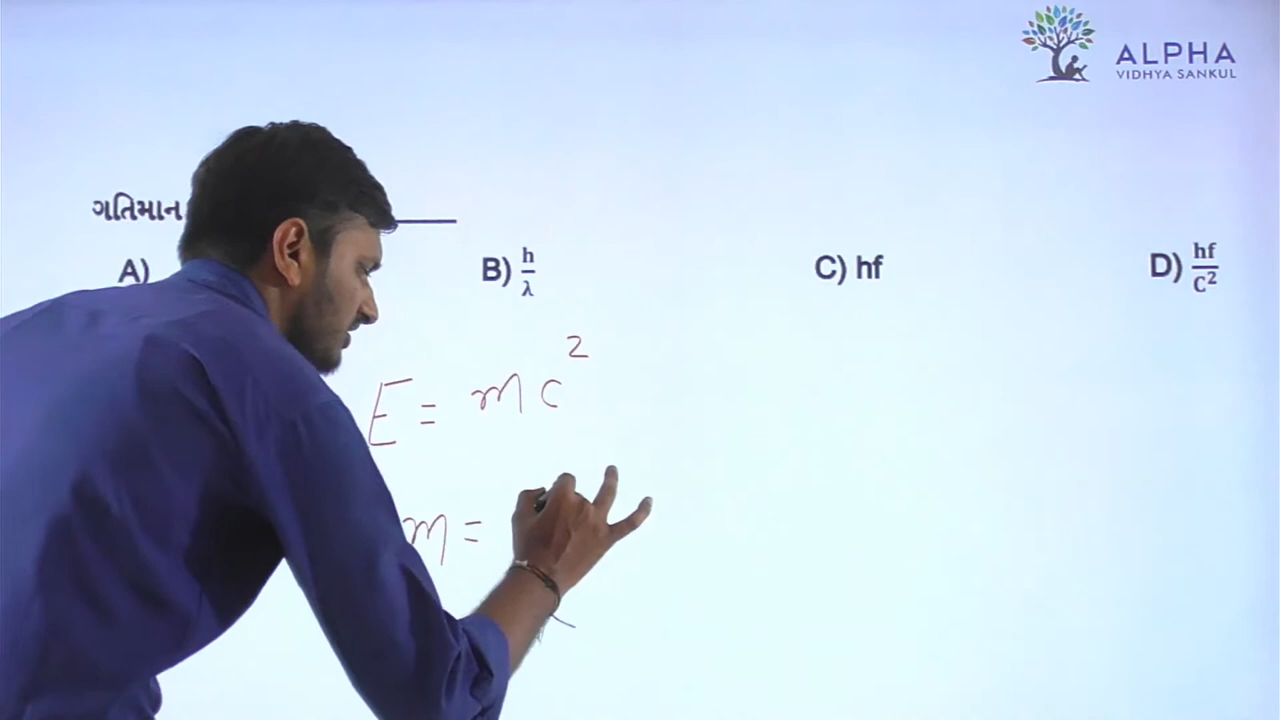 ALPHA
VIDHYA SANKUL
ગતિમાન
A) B) h/λ C) hf D) hf/C²
E = mc²
m =